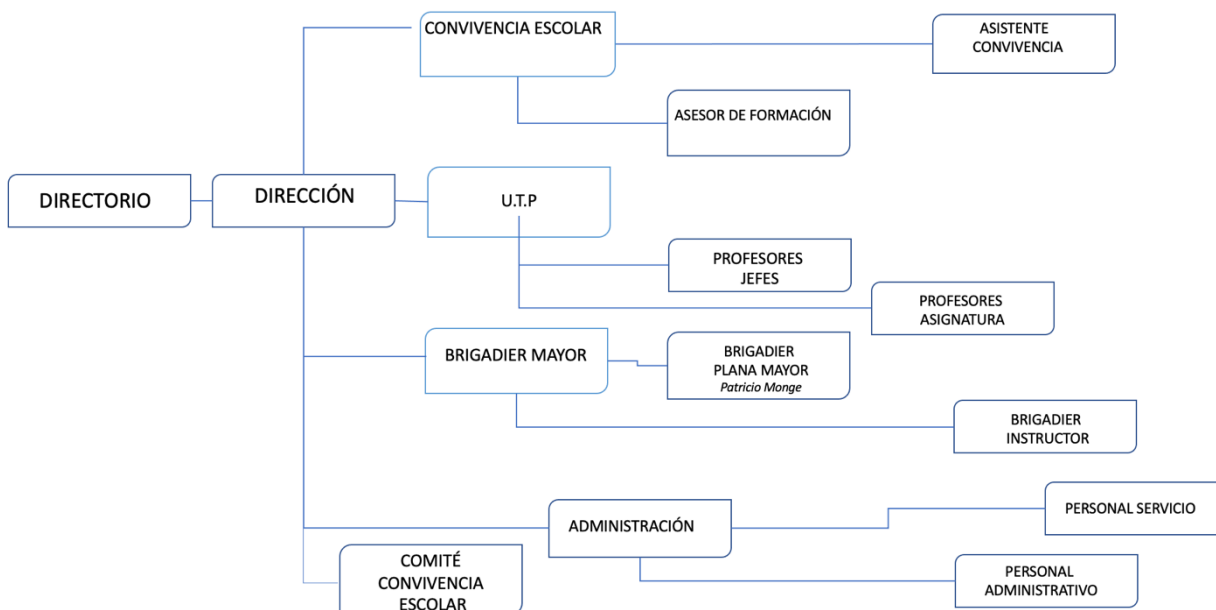 CONVIVENCIA ESCOLAR
ASISTENTE
CONVIVENCIA
ASESOR DE FORMACIÓN
DIRECTORIO
DIRECCIÓN
U.T.P
PROFESORES
JEFES
PROFESORES
ASIGNATURA
BRIGADIER MAYOR
BRIGADIER
PLANA MAYOR
Patricio Monge
BRIGADIER
INSTRUCTOR
ADMINISTRACIÓN
PERSONAL SERVICIO
PERSONAL
ADMINISTRATIVO
COMITÉ
CONVIVENCIA
ESCOLAR